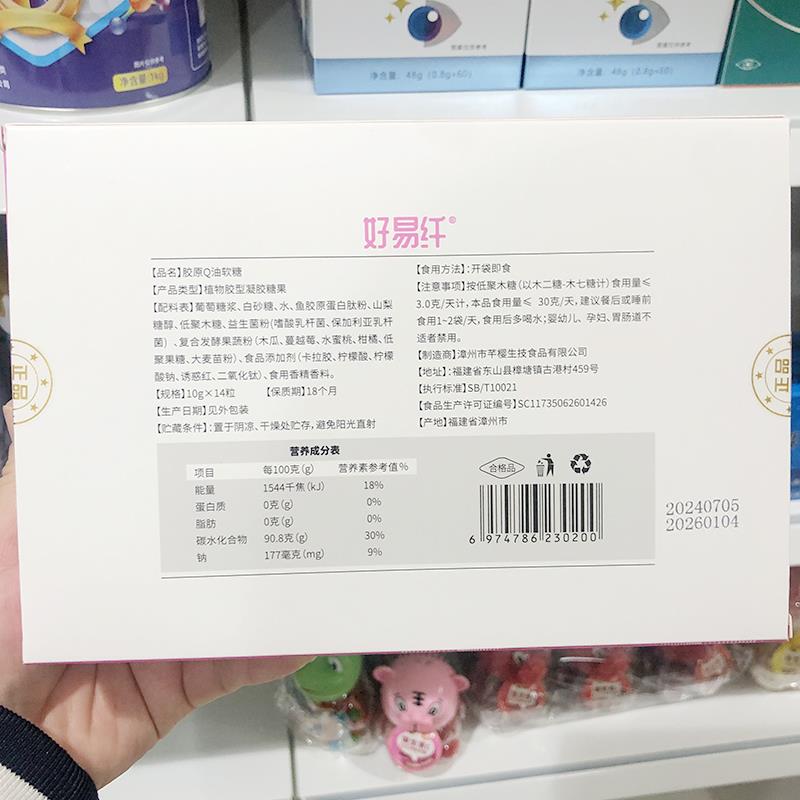 净含量:1kg
图案仅供参考
净含量: 48g (0.8g×60)
图案仅供参考
净含量: 48g (0.8g×60)
好易纤®
【品名】胶原Q油软糖
【产品类型】植物胶型凝胶糖果
【配料表】葡萄糖浆、白砂糖、水、鱼胶原蛋白肽粉、山梨
糖醇、低聚木糖、益生菌粉(嗜酸乳杆菌、保加利亚乳杆
菌)、复合发酵果蔬粉(木瓜、蔓越莓、水蜜桃、柑橘、低
聚果糖、大麦苗粉)、食品添加剂(卡拉胶、柠檬酸、柠檬
酸钠、诱惑红、二氧化钛)、食用香精香料。
【规格】10g×14粒 【保质期】18个月
【生产日期】见外包装
【贮藏条件】:置于阴凉、干燥处贮存,避免阳光直射
【食用方法】:开袋即食
【注意事项】按低聚木糖(以木二糖-木七糖计)食用量≤
3.0克/天计,本品食用量≤ 30克/天,建议餐后或睡前
食用1~2袋/天,食用后多喝水;婴幼儿、孕妇、胃肠道不
适者禁用。
【制造商】漳州市芊樱生技食品有限公司
【地址】:福建省东山县樟塘镇古港村459号
【执行标准】SB/T10021
【食品生产许可证编号】SC11735062601426
【产地】福建省漳州市
营养成分表
项目 每100克(g) 营养素参考值%
能量 1544千焦(kJ) 18%
蛋白质 0克(g) 0%
脂肪 0克(g) 0%
碳水化合物 90.8克(g) 30%
钠 177毫克(mg) 9%
合格品
6 974786 230200
20240705
20260104
正品
正品